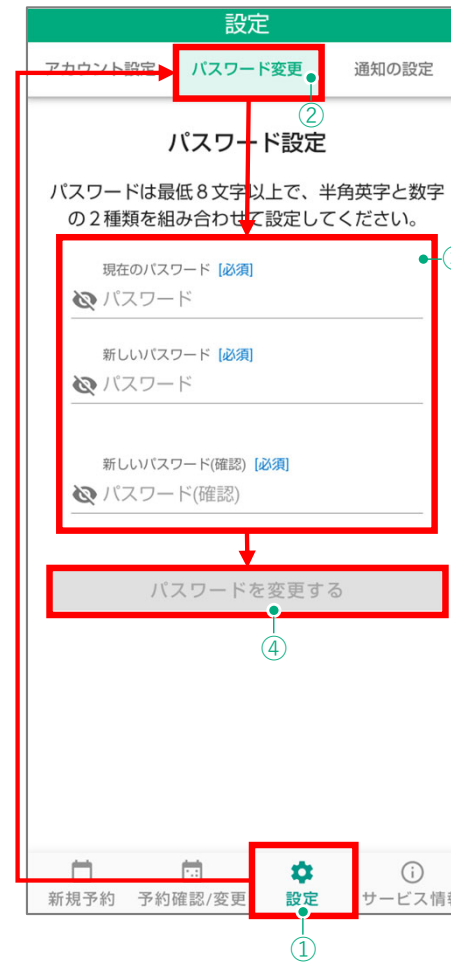 設定
アカウント設定 パスワード変更 通知の設定
②
パスワード設定
パスワードは最低8文字以上で、半角英字と数字
の2種類を組み合わせて設定してください。
現在のパスワード [必須]
パスワード
新しいパスワード [必須]
パスワード
新しいパスワード(確認) [必須]
パスワード(確認)
パスワードを変更する
④
新規予約 予約確認/変更 設定 サービス情
①